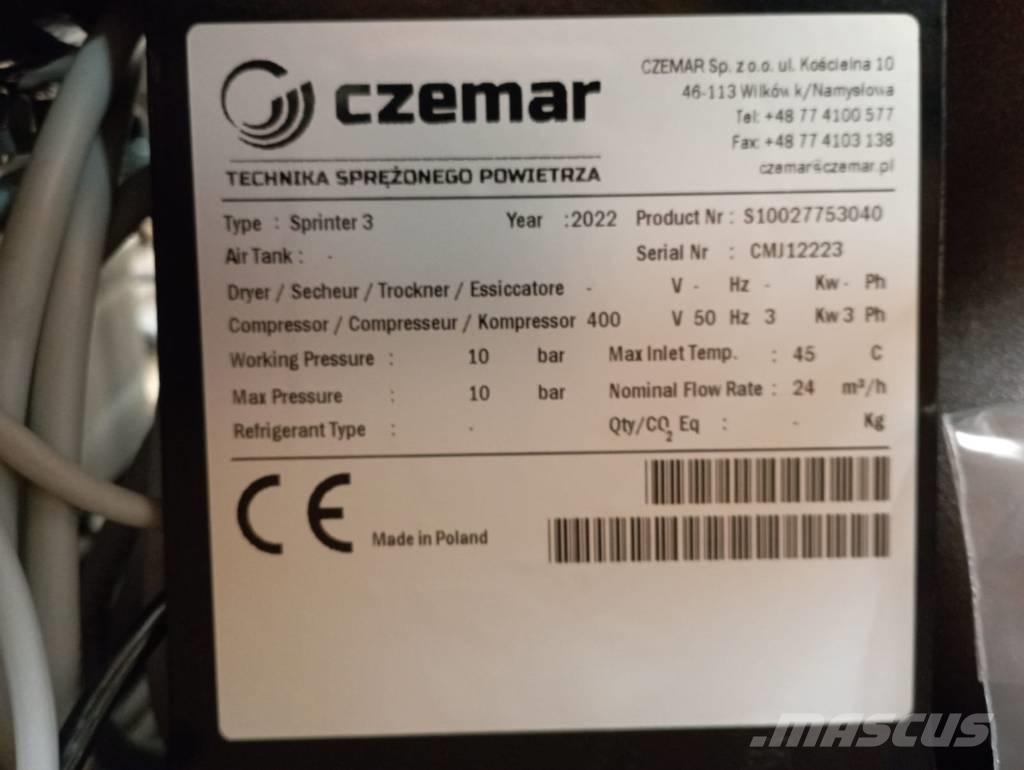 czemar
TECHNIKA SPRĘŻONEGO POWIETRZA
CZEMAR Sp. z o.o. ul. Kościelna 10
46-113 Wilków k/Namysłowa
Tel: +48 77 4100 577
Fax: +48 77 4103 138
czemar@czemar.pl
Type : Sprinter 3 Year :2022 Product Nr : S10027753040
Air Tank : - Serial Nr : CMJ12223
Dryer / Secheur / Trockner / Essiccatore - V - Hz - Kw - Ph
Compressor / Compresseur / Kompressor 400 V 50 Hz 3 Kw 3 Ph
Working Pressure : 10 bar Max Inlet Temp. : 45 C
Max Pressure : 10 bar Nominal Flow Rate : 24 m³/h
Refrigerant Type : - Qty/CO₂ Eq : - Kg
CE Made in Poland
.MASCUS